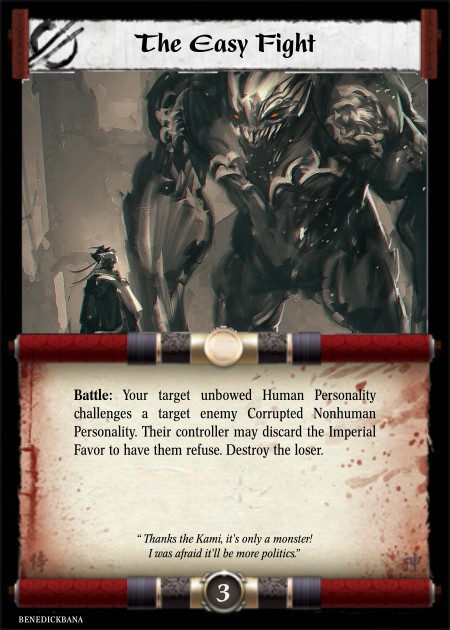 The Easy Fight
Battle: Your target unbowed Human Personality
challenges a target enemy Corrupted Nonhuman
Personality. Their controller may discard the Imperial
Favor to have them refuse. Destroy the loser.
“ Thanks the Kami, it's only a monster!
I was afraid it'll be more politics.”
侍
3
BENEDICKBANA